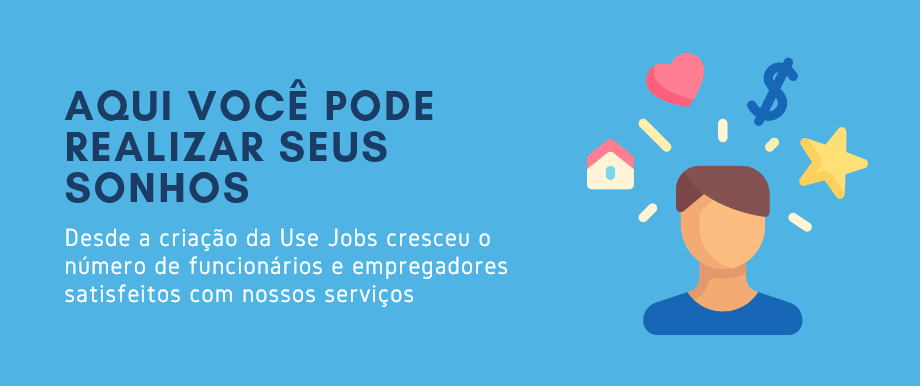 AQUI VOCÊ PODE
REALIZAR SEUS
SONHOS
Desde a criação da Use Jobs cresceu o
número de funcionários e empregadores
satisfeitos com nossos serviços